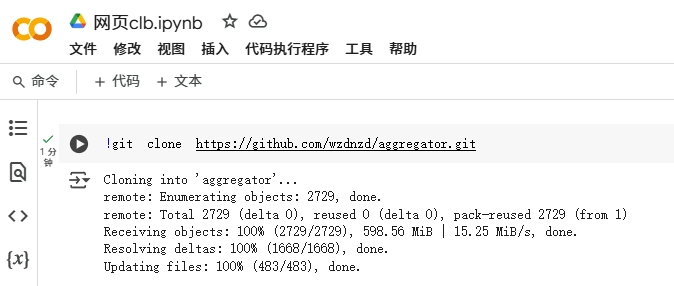 网页clb.ipynb
文件 修改 视图 插入 代码执行程序 工具 帮助
命令 + 代码 + 文本
1 分钟
!git clone https://github.com/wzdnzd/aggregator.git
Cloning into 'aggregator'...
remote: Enumerating objects: 2729, done.
remote: Total 2729 (delta 0), reused 0 (delta 0), pack-reused 2729 (from 1)
Receiving objects: 100% (2729/2729), 598.56 MiB | 15.25 MiB/s, done.
Resolving deltas: 100% (1668/1668), done.
Updating files: 100% (483/483), done.